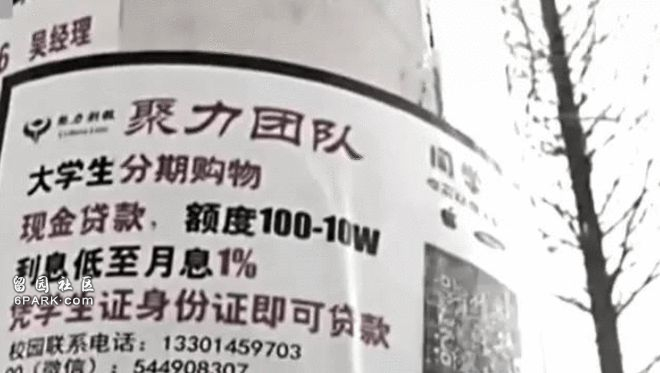 6 吴经理
聚力团队
大学生分期购物
现金贷款，额度100-10W
利息低至月息1%
凭学生证身份证即可贷款
校园联系电话：13301459703
QQ（微信）：544908307
留园社区
6PARK.COM